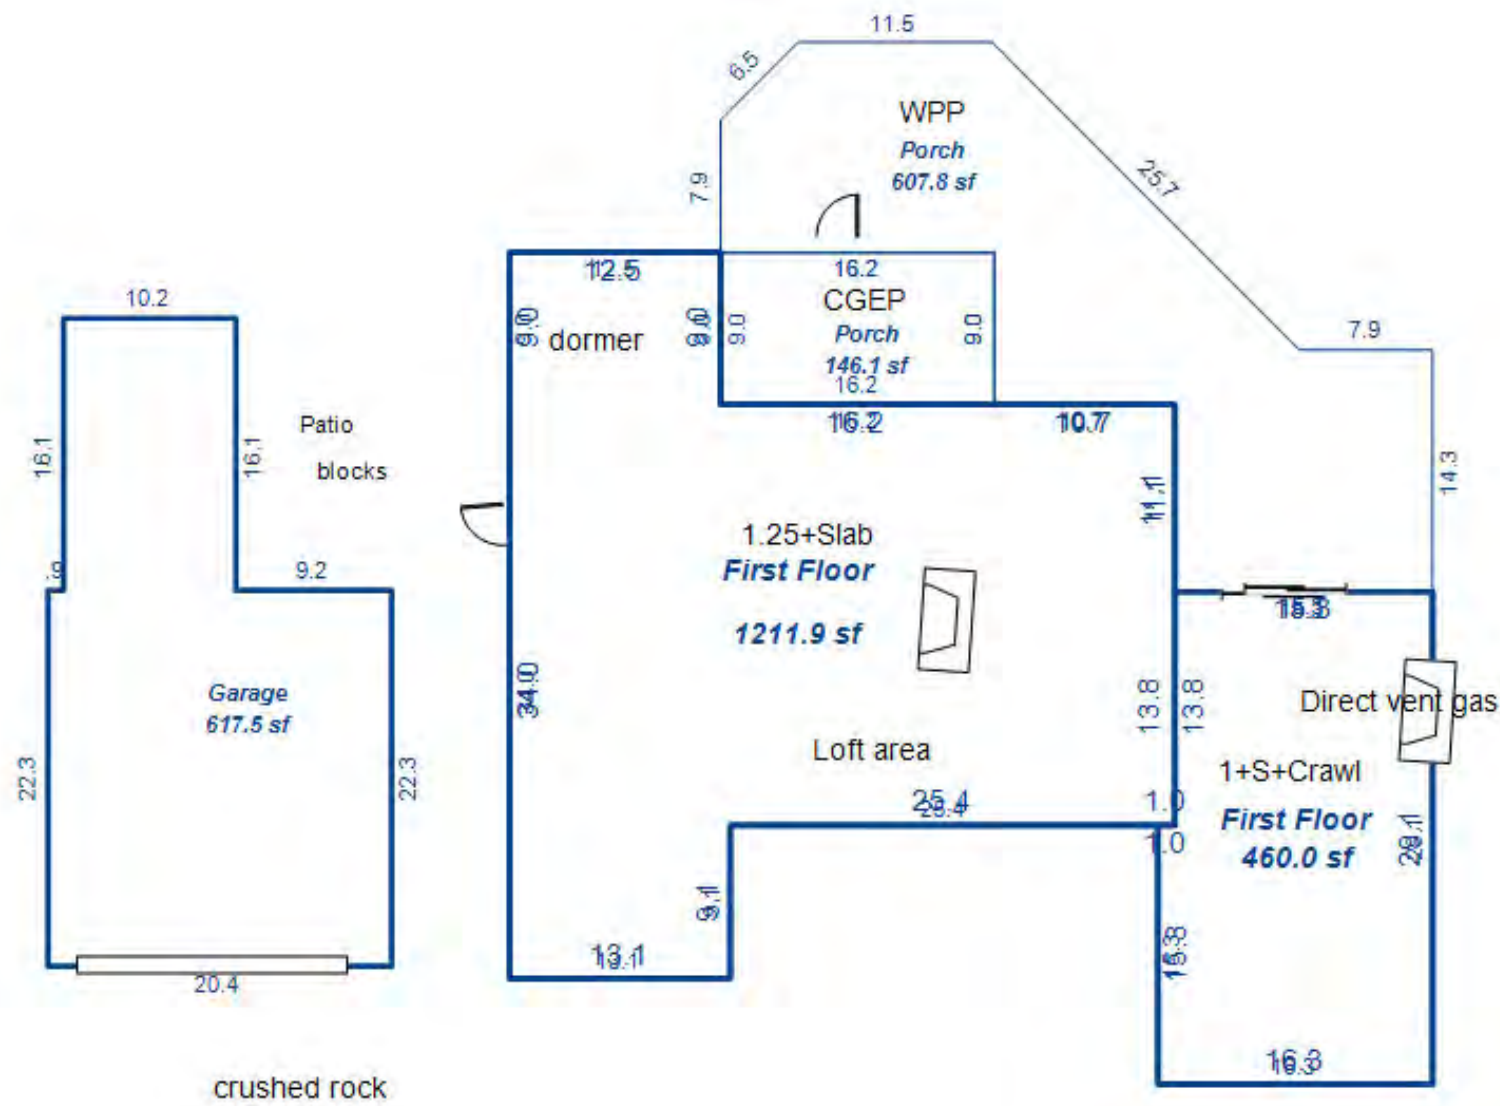 11.5
6.5
WPP
Porch
607.8 sf
7.9
25.7
12.5
16.2
10.2
CGEP
9.0
dormer
9.0
9.0
9.0
Porch
146.1 sf
7.9
16.2
16.2
10.7
Patio
blocks
16.1
16.1
11.1
14.3
1.25+Slab
First Floor
1211.9 sf
.9
9.2
34.0
Garage
617.5 sf
13.8
13.8
Direct vent gas
Loft area
1+S+Crawl
22.3
22.3
25.4
1.0
1.0
First Floor
460.0 sf
29.1
9.1
13.1
20.4
16.3
crushed rock